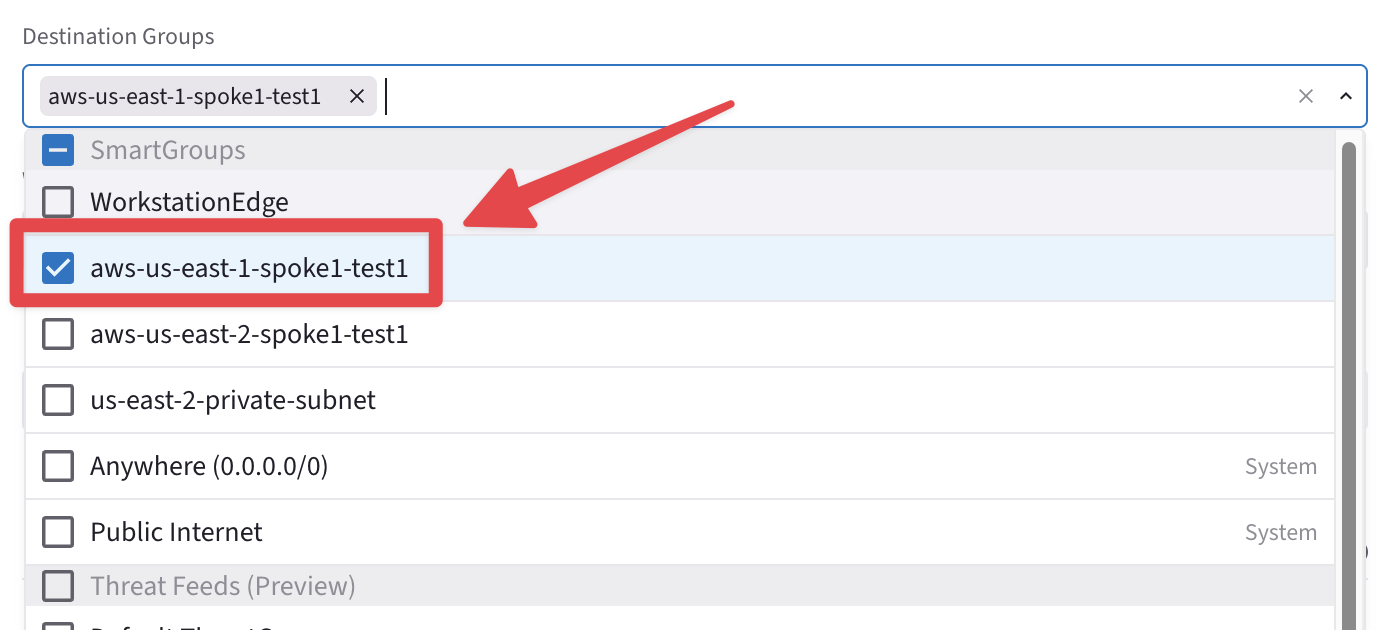 Destination Groups
aws-us-east-1-spoke1-test1
SmartGroups
WorkstationEdge
aws-us-east-1-spoke1-test1
aws-us-east-2-spoke1-test1
us-east-2-private-subnet
Anywhere (0.0.0.0/0) System
Public Internet System
Threat Feeds (Preview)